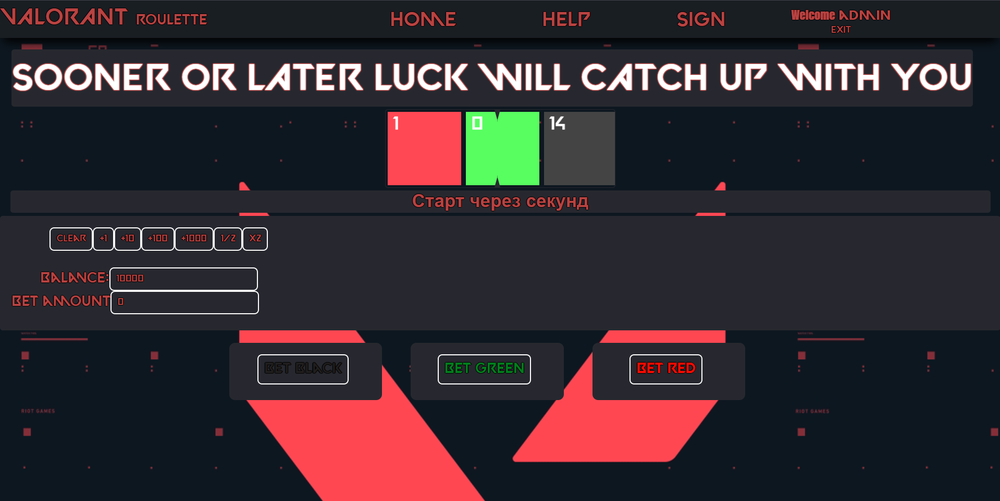 VALORANT ROULETTE
HOME
HELP
SIGN
Welcome ADMIN
EXIT
SOONER OR LATER LUCK WILL CATCH UP WITH YOU
1
0
14
Старт через секунд
CLEAR +1 +10 +100 +1000 1/2 X2
BALANCE: 10000
BET AMOUNT 0
BET BLACK
BET GREEN
BET RED
RIOT GAMES
RIOT GAMES